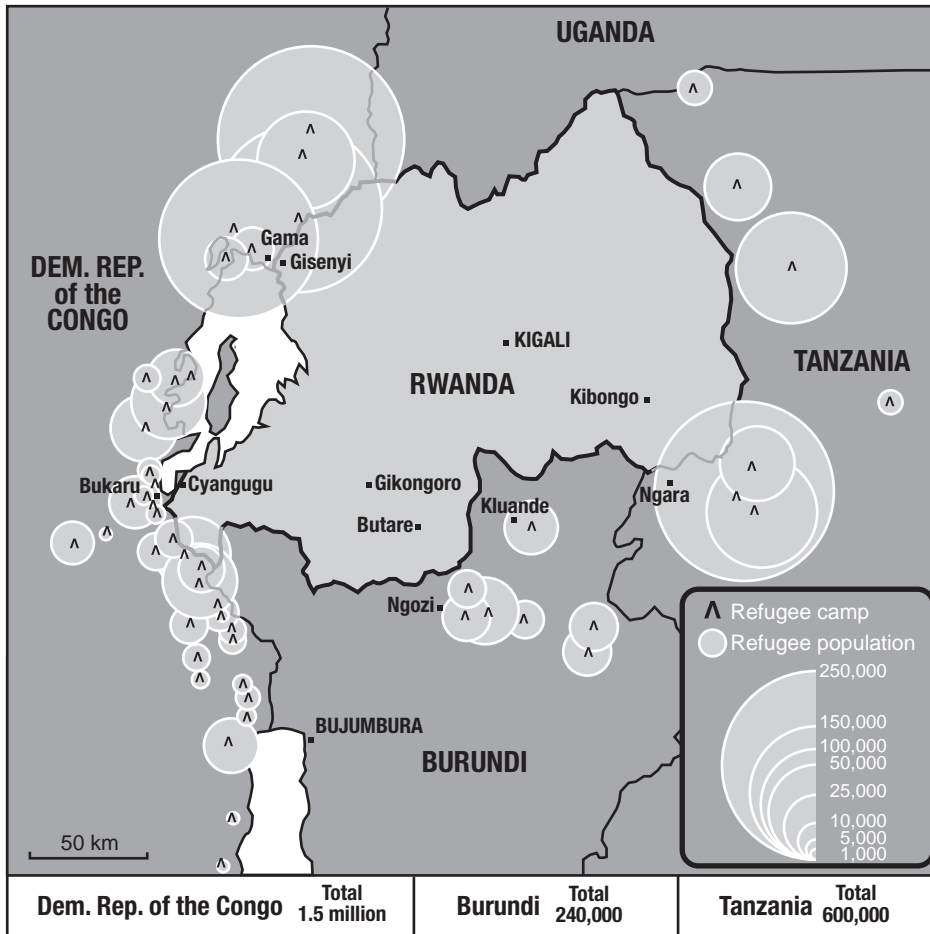 UGANDA
DEM. REP.
of the
CONGO
Gama
Gisenyi
KIGALI
RWANDA
TANZANIA
Kibongo
Bukaru
Cyangugu
Gikongoro
Butare
Kluande
Ngara
Ngozi
BUJUMBURA
BURUNDI
50 km
Refugee camp
Refugee population
250,000
150,000
100,000
50,000
25,000
10,000
5,000
1,000
Dem. Rep. of the Congo Total
1.5 million
Burundi Total
240,000
Tanzania Total
600,000